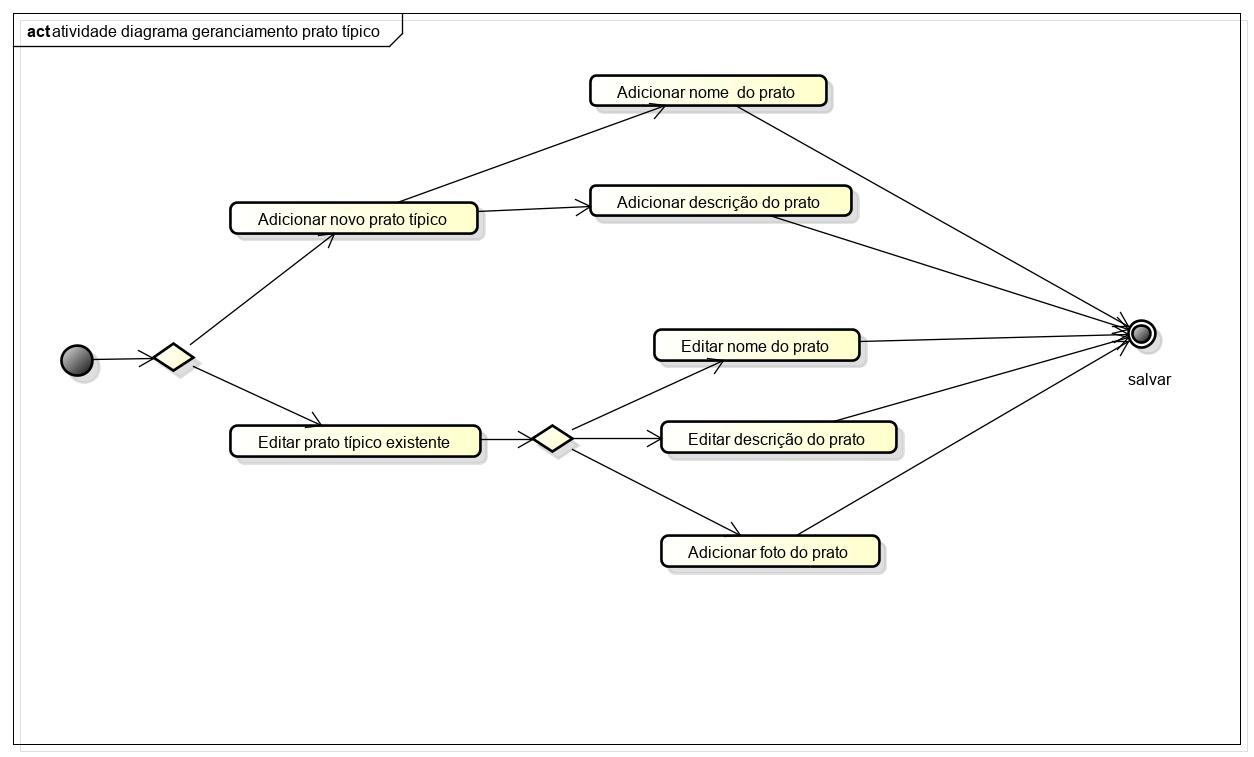 act atividade diagrama geranciamento prato típico
Adicionar nome do prato
Adicionar descrição do prato
Adicionar novo prato típico
Editar nome do prato
salvar
Editar prato típico existente
Editar descrição do prato
Adicionar foto do prato